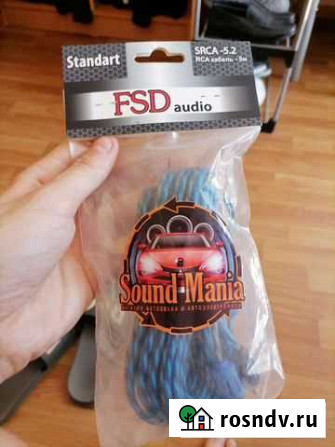 Standart
SRCA -5.2
RCA кабель - 5м
FSD audio
Sound Mania
rosndv.ru